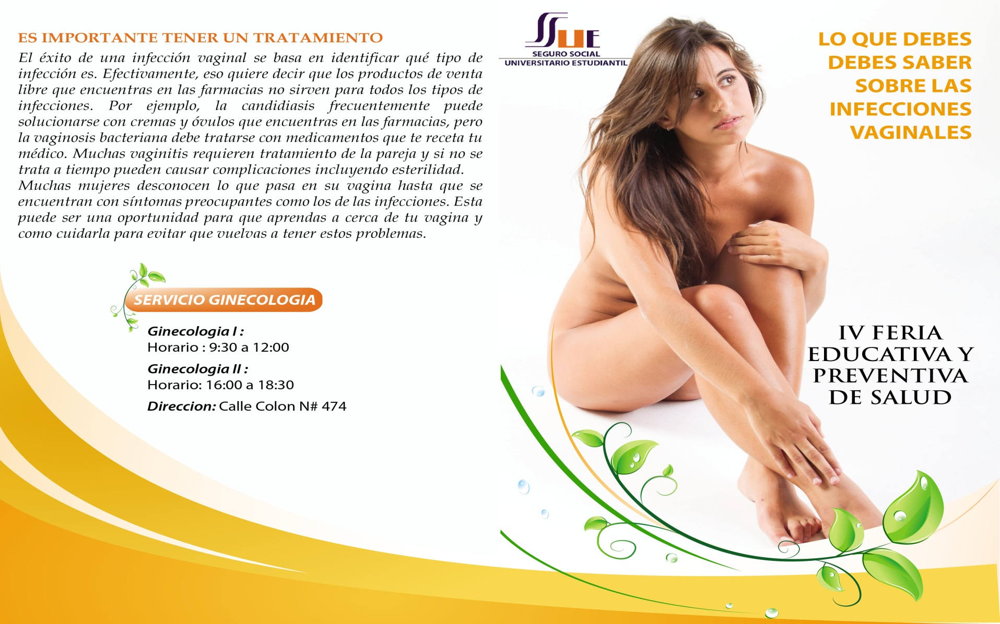 ES IMPORTANTE TENER UN TRATAMIENTO
El éxito de una infección vaginal se basa en identificar qué tipo de
infección es. Efectivamente, eso quiere decir que los productos de venta
libre que encuentras en las farmacias no sirven para todos los tipos de
infecciones. Por ejemplo, la candidiasis frecuentemente puede
solucionarse con cremas y óvulos que encuentras en las farmacias, pero
la vaginosis bacteriana debe tratarse con medicamentos que te receta tu
médico. Muchas vaginitis requieren tratamiento de la pareja y si no se
trata a tiempo pueden causar complicaciones incluyendo esterilidad.
Muchas mujeres desconocen lo que pasa en su vagina hasta que se
encuentran con síntomas preocupantes como los de las infecciones. Esta
puede ser una oportunidad para que aprendas a cerca de tu vagina y
como cuidarla para evitar que vuelvas a tener estos problemas.
SERVICIO GINECOLOGIA
Ginecologia I :
Horario : 9:30 a 12:00
Ginecologia II :
Horario: 16:00 a 18:30
Direccion: Calle Colon N# 474
SSUE
SEGURO SOCIAL
UNIVERSITARIO ESTUDIANTIL
LO QUE DEBES
DEBES SABER
SOBRE LAS
INFECCIONES
VAGINALES
IV FERIA
EDUCATIVA Y
PREVENTIVA
DE SALUD